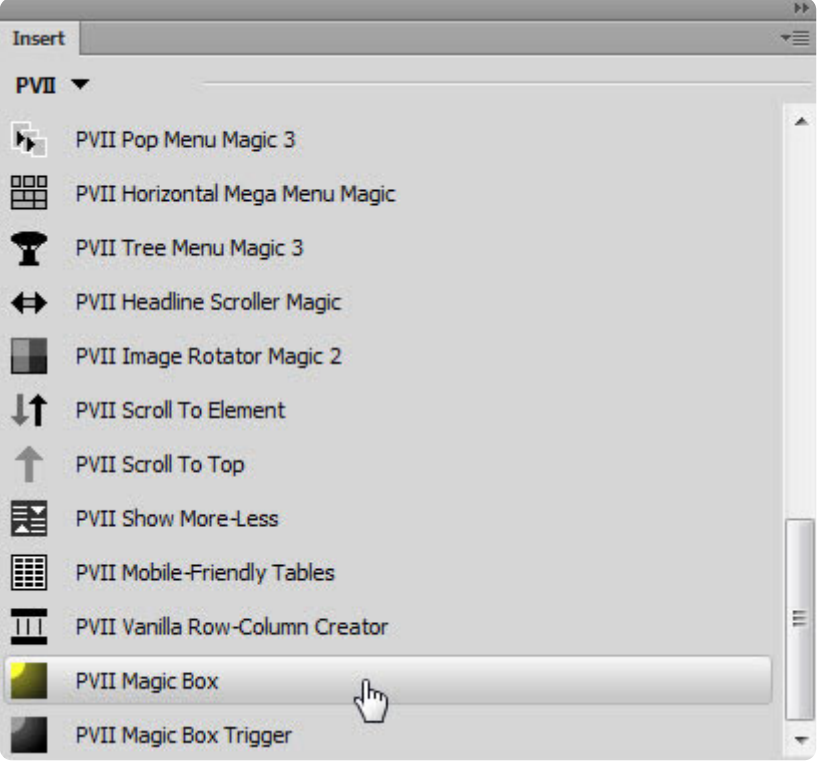 Insert
PVII
PVII Pop Menu Magic 3
PVII Horizontal Mega Menu Magic
PVII Tree Menu Magic 3
PVII Headline Scroller Magic
PVII Image Rotator Magic 2
PVII Scroll To Element
PVII Scroll To Top
PVII Show More-Less
PVII Mobile-Friendly Tables
PVII Vanilla Row-Column Creator
PVII Magic Box
PVII Magic Box Trigger